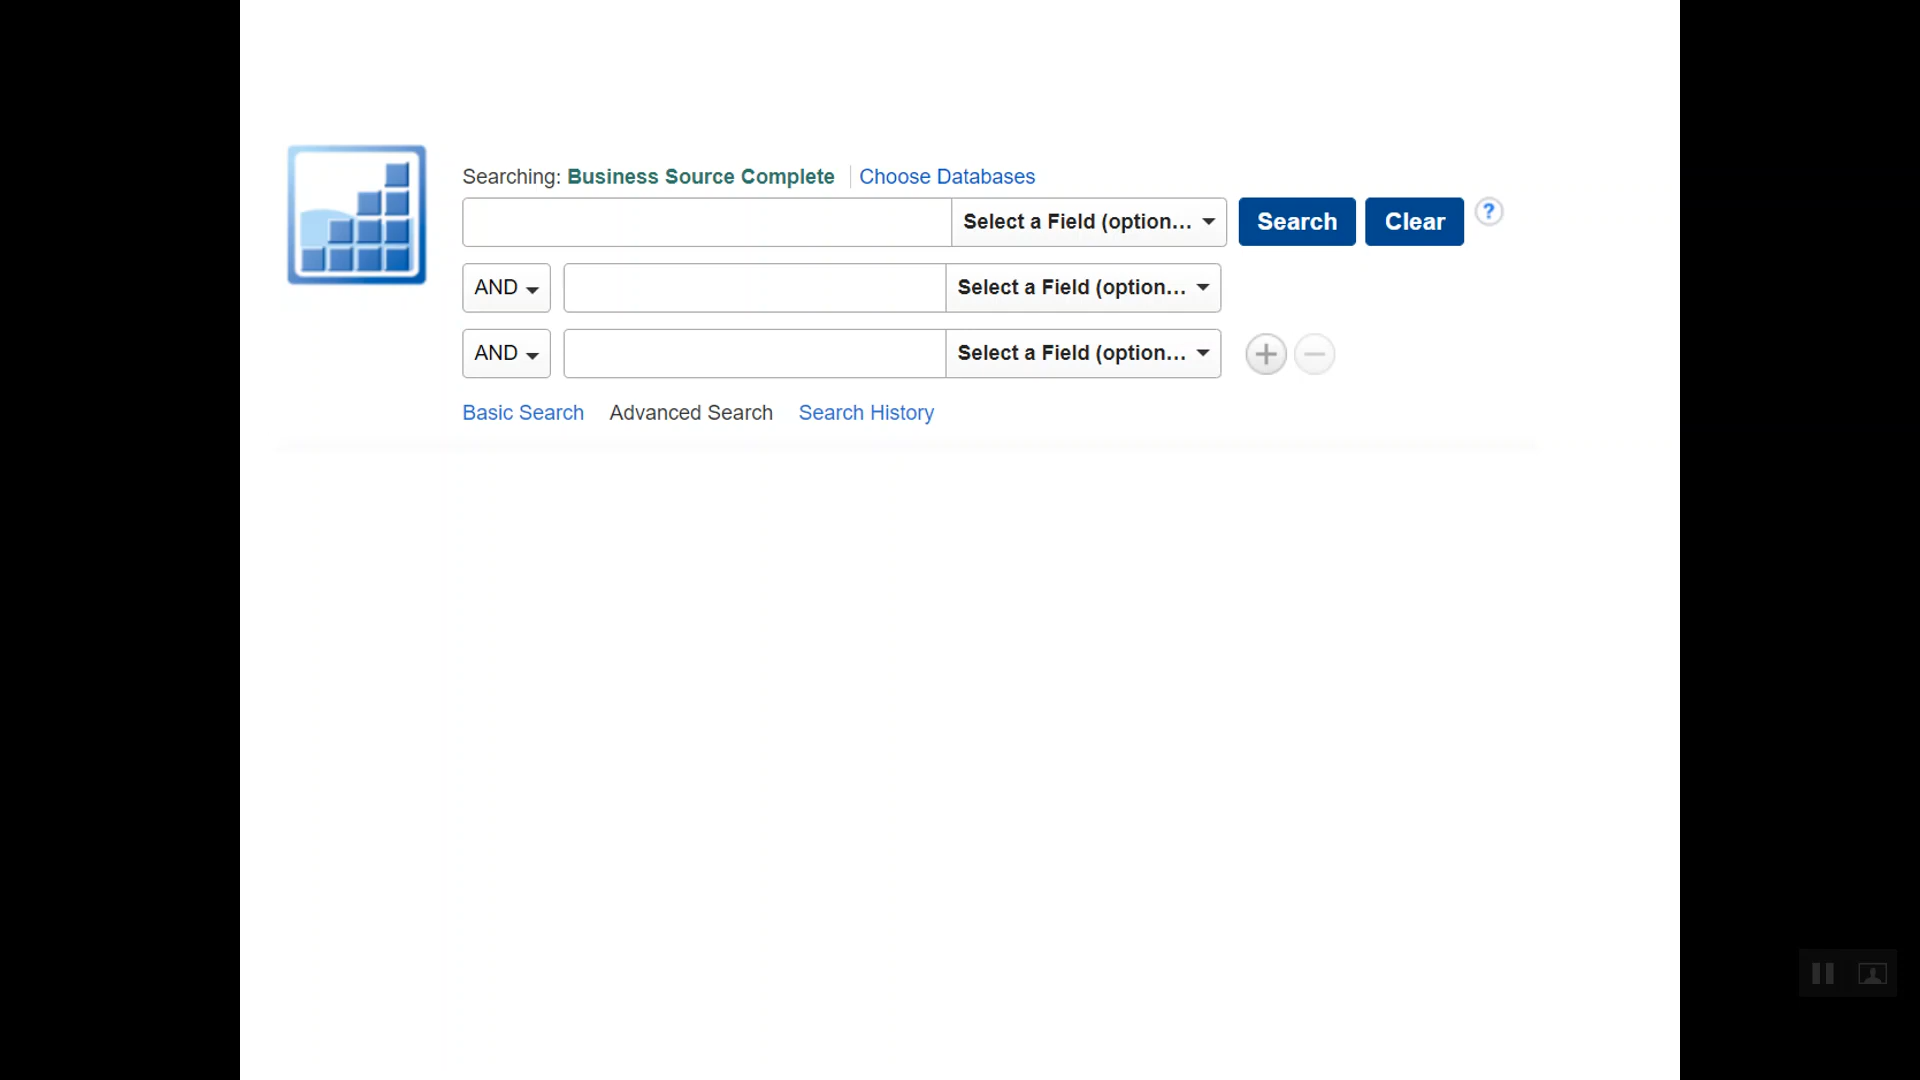 Searching: Business Source Complete Choose Databases
Select a Field (option... Search Clear ?
AND Select a Field (option...
AND Select a Field (option...
Basic Search Advanced Search Search History